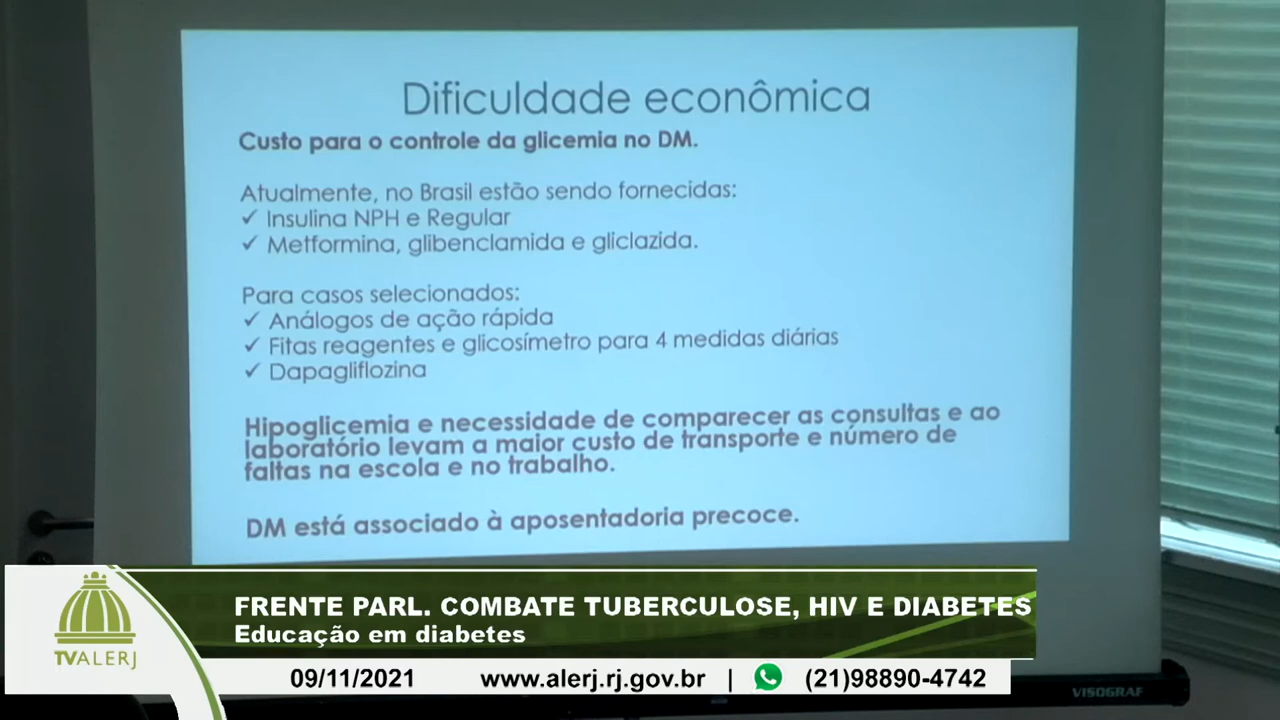 Dificuldade econômica
Custo para o controle da glicemia no DM.
Atualmente, no Brasil estão sendo fornecidas:
✓ Insulina NPH e Regular
✓ Metformina, glibenclamida e gliclazida.
Para casos selecionados:
✓ Análogos de ação rápida
✓ Fitas reagentes e glicosímetro para 4 medidas diárias
✓ Dapagliflozina
Hipoglicemia e necessidade de comparecer as consultas e ao
laboratório levam a maior custo de transporte e número de
faltas na escola e no trabalho.
DM está associado à aposentadoria precoce.
FRENTE PARL. COMBATE TUBERCULOSE, HIV E DIABETES
Educação em diabetes
TVALERJ
09/11/2021 www.alerj.rj.gov.br | (21)98890-4742
VISOGRAF